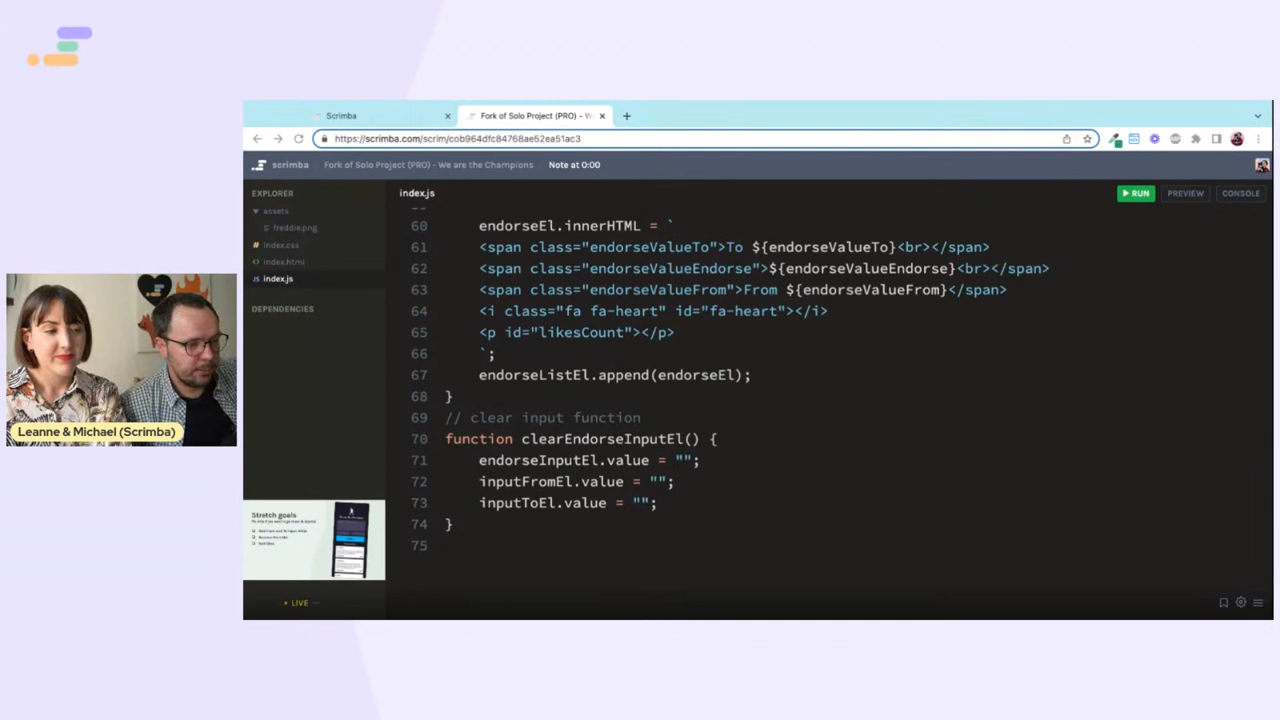 Scrimba
Fork of Solo Project (PRO) - We
https://scrimba.com/scrim/cob964dfc84768ae52ea51ac3
scrimba
Fork of Solo Project (PRO) - We are the Champions
Note at 0:00
EXPLORER
assets
freddie.png
index.css
index.html
index.js
DEPENDENCIES
index.js
RUN
PREVIEW
CONSOLE
60 endorseEl.innerHTML = `
61 <span class="endorseValueTo">To ${endorseValueTo}<br></span>
62 <span class="endorseValueEndorse">${endorseValueEndorse}<br></span>
63 <span class="endorseValueFrom">From ${endorseValueFrom}</span>
64 <i class="fa fa-heart" id="fa-heart"></i>
65 <p id="likesCount"></p>
66 `;
67 endorseListEl.append(endorseEl);
68 }
69 // clear input function
70 function clearEndorseInputEl() {
71 endorseInputEl.value = "";
72 inputFromEl.value = "";
73 inputToEl.value = "";
74 }
75
Leanne & Michael (Scrimba)
Stretch goals
LIVE